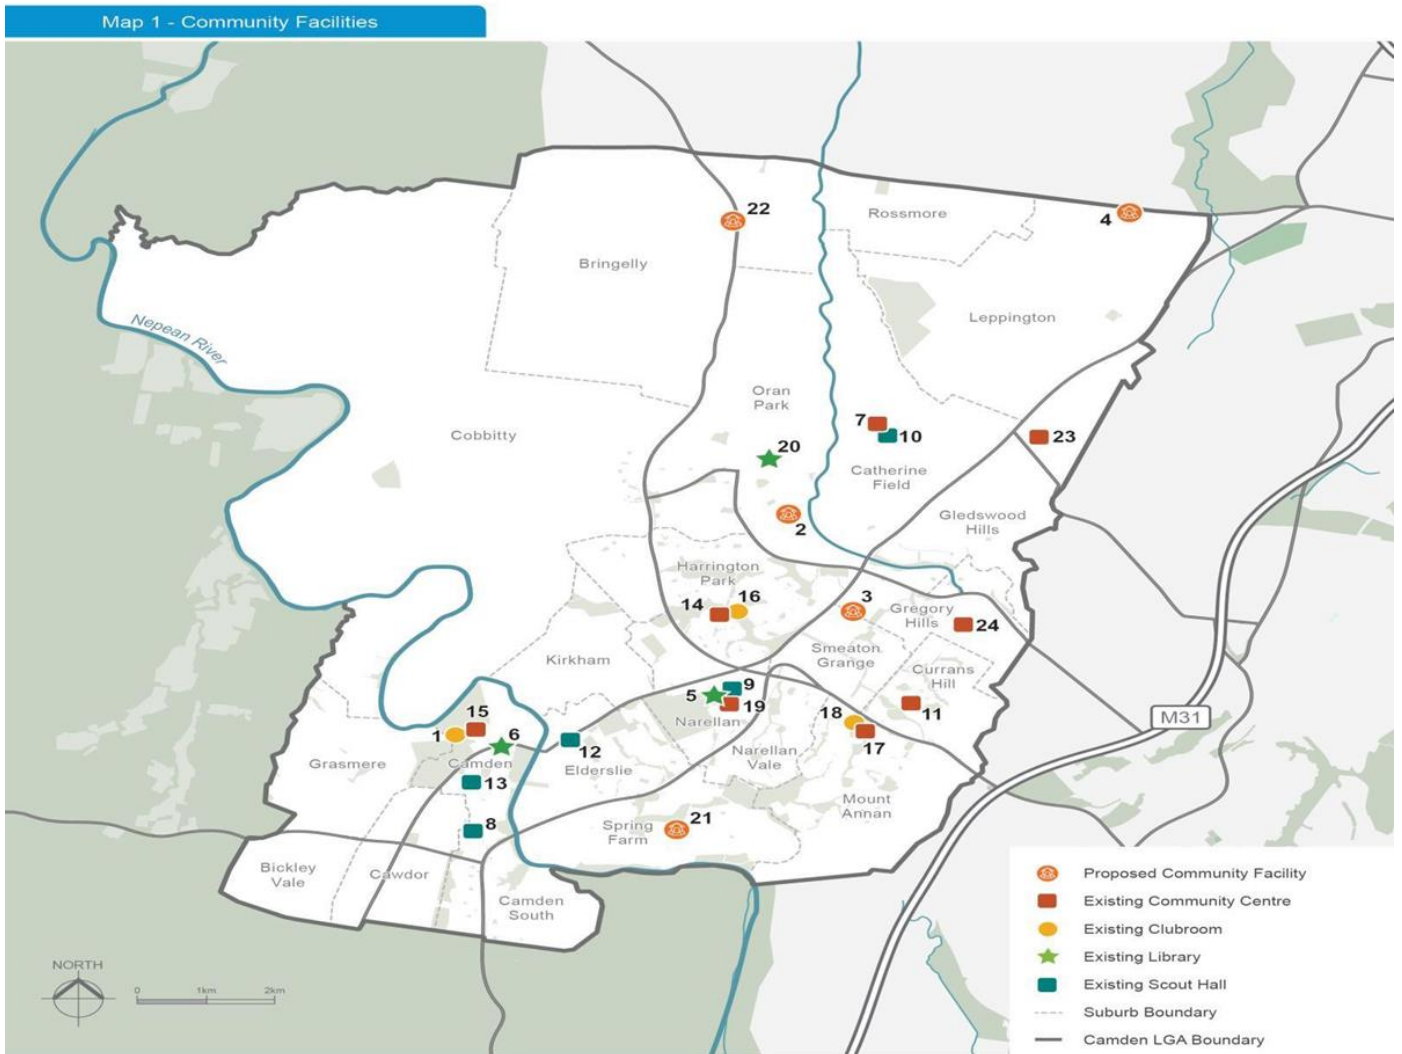 Map 1 - Community Facilities
22
Rossmore
4
Bringelly
Leppington
Nepean River
Oran
Park
7
10
23
Cobbitty
20
Catherine
Field
2
Gledswood
Hills
Harrington
Park
16
14
3
Gregory
Hills
24
Smeaton
Grange
Kirkham
Currans
Hill
9
5
19
Narellan
18
11
M31
15
1
6
12
17
Grasmere
Camden
Elderslie
Narellan
Vale
13
Mount
Annan
8
Spring
Farm
21
Bickley
Vale
Cawdor
Camden
South
Proposed Community Facility
Existing Community Centre
Existing Clubroom
Existing Library
Existing Scout Hall
Suburb Boundary
Camden LGA Boundary
NORTH
0 1km 2km